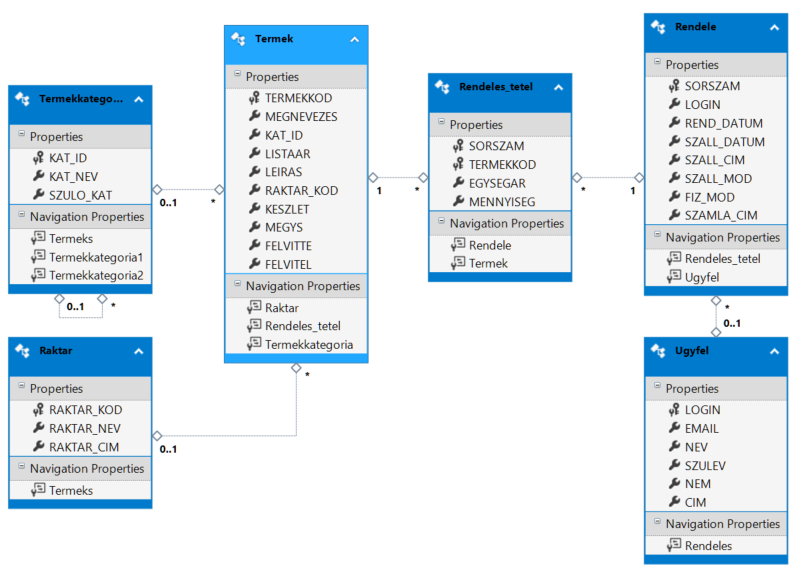 Termekkatego...
Properties
KAT_ID
KAT_NEV
SZULO_KAT
Navigation Properties
Termeks
Termekkategoria1
Termekkategoria2
0..1
*
0..1
*
Raktar
Properties
RAKTAR_KOD
RAKTAR_NEV
RAKTAR_CIM
Navigation Properties
Termeks
0..1
*
Termek
Properties
TERMEKKOD
MEGNEVEZES
KAT_ID
LISTAAR
LEIRAS
RAKTAR_KOD
KESZLET
MEGYS
FELVITTE
FELVITEL
Navigation Properties
Raktar
Rendeles_tetel
Termekkategoria
1
*
Rendeles_tetel
Properties
SORSZAM
TERMEKKOD
EGYSEGAR
MENNYISEG
Navigation Properties
Rendele
Termek
*
1
Rendele
Properties
SORSZAM
LOGIN
REND_DATUM
SZALL_DATUM
SZALL_CIM
SZALL_MOD
FIZ_MOD
SZAMLA_CIM
Navigation Properties
Rendeles_tetel
Ugyfel
*
0..1
Ugyfel
Properties
LOGIN
EMAIL
NEV
SZULEV
NEM
CIM
Navigation Properties
Rendeles